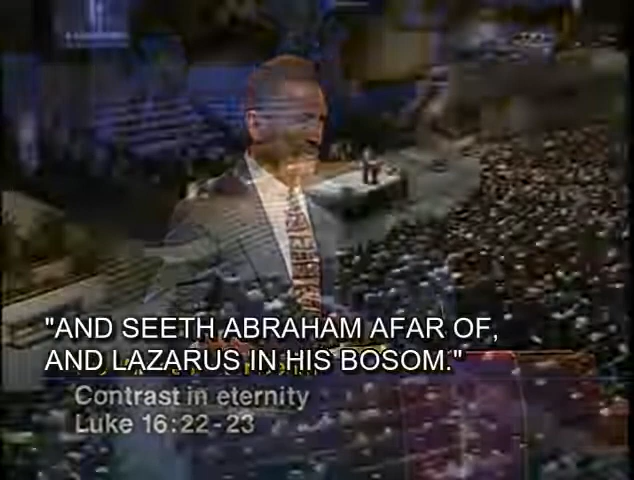 "AND SEETH ABRAHAM AFAR OF,
AND LAZARUS IN HIS BOSOM."
Contrast in eternity
Luke 16:22-23